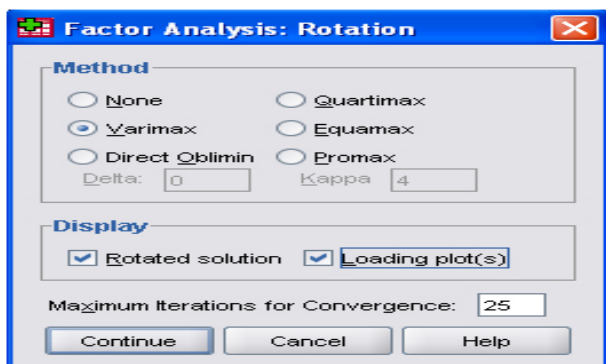 Factor Analysis: Rotation
Method
None Quartimax
Varimax Equamax
Direct Oblimin Promax
Delta: 0 Kappa 4
Display
Rotated solution Loading plot(s)
Maximum Iterations for Convergence: 25
Continue Cancel Help